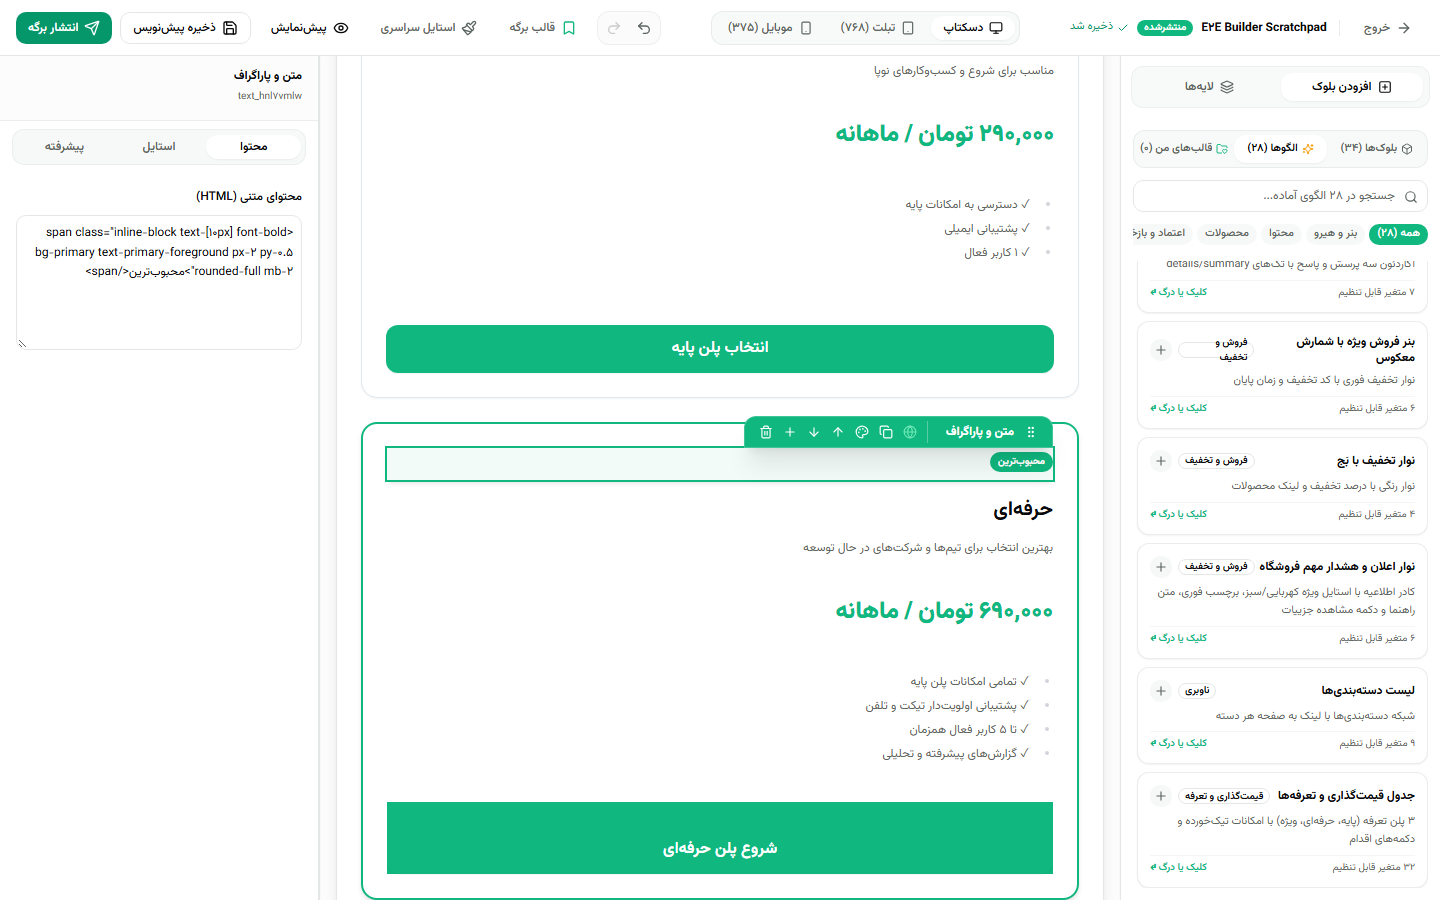 خروج
E۲E Builder Scratchpad
منتشرشده
ذخیره شد
دسکتاپ
تبلت (۷۶۸)
موبایل (۳۷۵)
قالب برگه
استایل سراسری
پیش‌نمایش
ذخیره پیش‌نویس
انتشار برگه
افزودن بلوک
لایه‌ها
بلوک‌ها (۳۴)
الگوها (۲۸)
قالب‌های من (۰)
جستجو در ۲۸ الگوی آماده...
همه (۲۸)
بنر و هیرو
محتوا
محصولات
اعتماد و بازخ
آکاردئون سه پرسش و پاسخ با تگ‌های details/summary
۷ متغیر قابل تنظیم
کلیک یا درگ
بنر فروش ویژه با شمارش معکوس
فروش و تخفیف
نوار تخفیف فوری با کد تخفیف و زمان پایان
۶ متغیر قابل تنظیم
کلیک یا درگ
نوار تخفیف با بَج
فروش و تخفیف
نوار رنگی با درصد تخفیف و لینک محصولات
۴ متغیر قابل تنظیم
کلیک یا درگ
نوار اعلان و هشدار مهم فروشگاه
فروش و تخفیف
کادر اطلاعیه با استایل ویژه کهربایی/سبز، برچسب فوری، متن
راهنما و دکمه مشاهده جزییات
۶ متغیر قابل تنظیم
کلیک یا درگ
لیست دسته‌بندی‌ها
ناوبری
شبکه دسته‌بندی‌ها با لینک به صفحه هر دسته
۹ متغیر قابل تنظیم
کلیک یا درگ
جدول قیمت‌گذاری و تعرفه‌ها
قیمت‌گذاری و تعرفه
۳ پلن تعرفه (پایه، حرفه‌ای، ویژه) با امکانات تیک‌خورده و
دکمه‌های اقدام
۳۲ متغیر قابل تنظیم
کلیک یا درگ
مناسب برای شروع و کسب‌وکارهای نوپا
۲۹۰,۰۰۰ تومان / ماهانه
✓ دسترسی به امکانات پایه
✓ پشتیبانی ایمیلی
✓ ۱ کاربر فعال
انتخاب پلن پایه
متن و پاراگراف
محبوب‌ترین
حرفه‌ای
بهترین انتخاب برای تیم‌ها و شرکت‌های در حال توسعه
۶۹۰,۰۰۰ تومان / ماهانه
✓ تمامی امکانات پلن پایه
✓ پشتیبانی اولویت‌دار تیکت و تلفن
✓ تا ۵ کاربر فعال همزمان
✓ گزارش‌های پیشرفته و تحلیلی
شروع پلن حرفه‌ای
متن و پاراگراف
text_hnl۷vmlw
محتوا
استایل
پیشرفته
محتوای متنی (HTML)
<span class="inline-block text-[۱۰px] font-bold
bg-primary text-primary-foreground px-۲ py-۰.۵
rounded-full mb-۲">محبوب‌ترین</span>